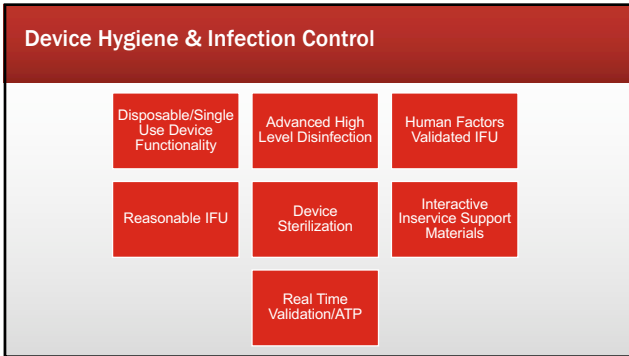 Device Hygiene & Infection Control
Disposable/Single
Use Device
Functionality
Advanced High
Level Disinfection
Human Factors
Validated IFU
Reasonable IFU
Device
Sterilization
Interactive
Inservice Support
Materials
Real Time
Validation/ATP